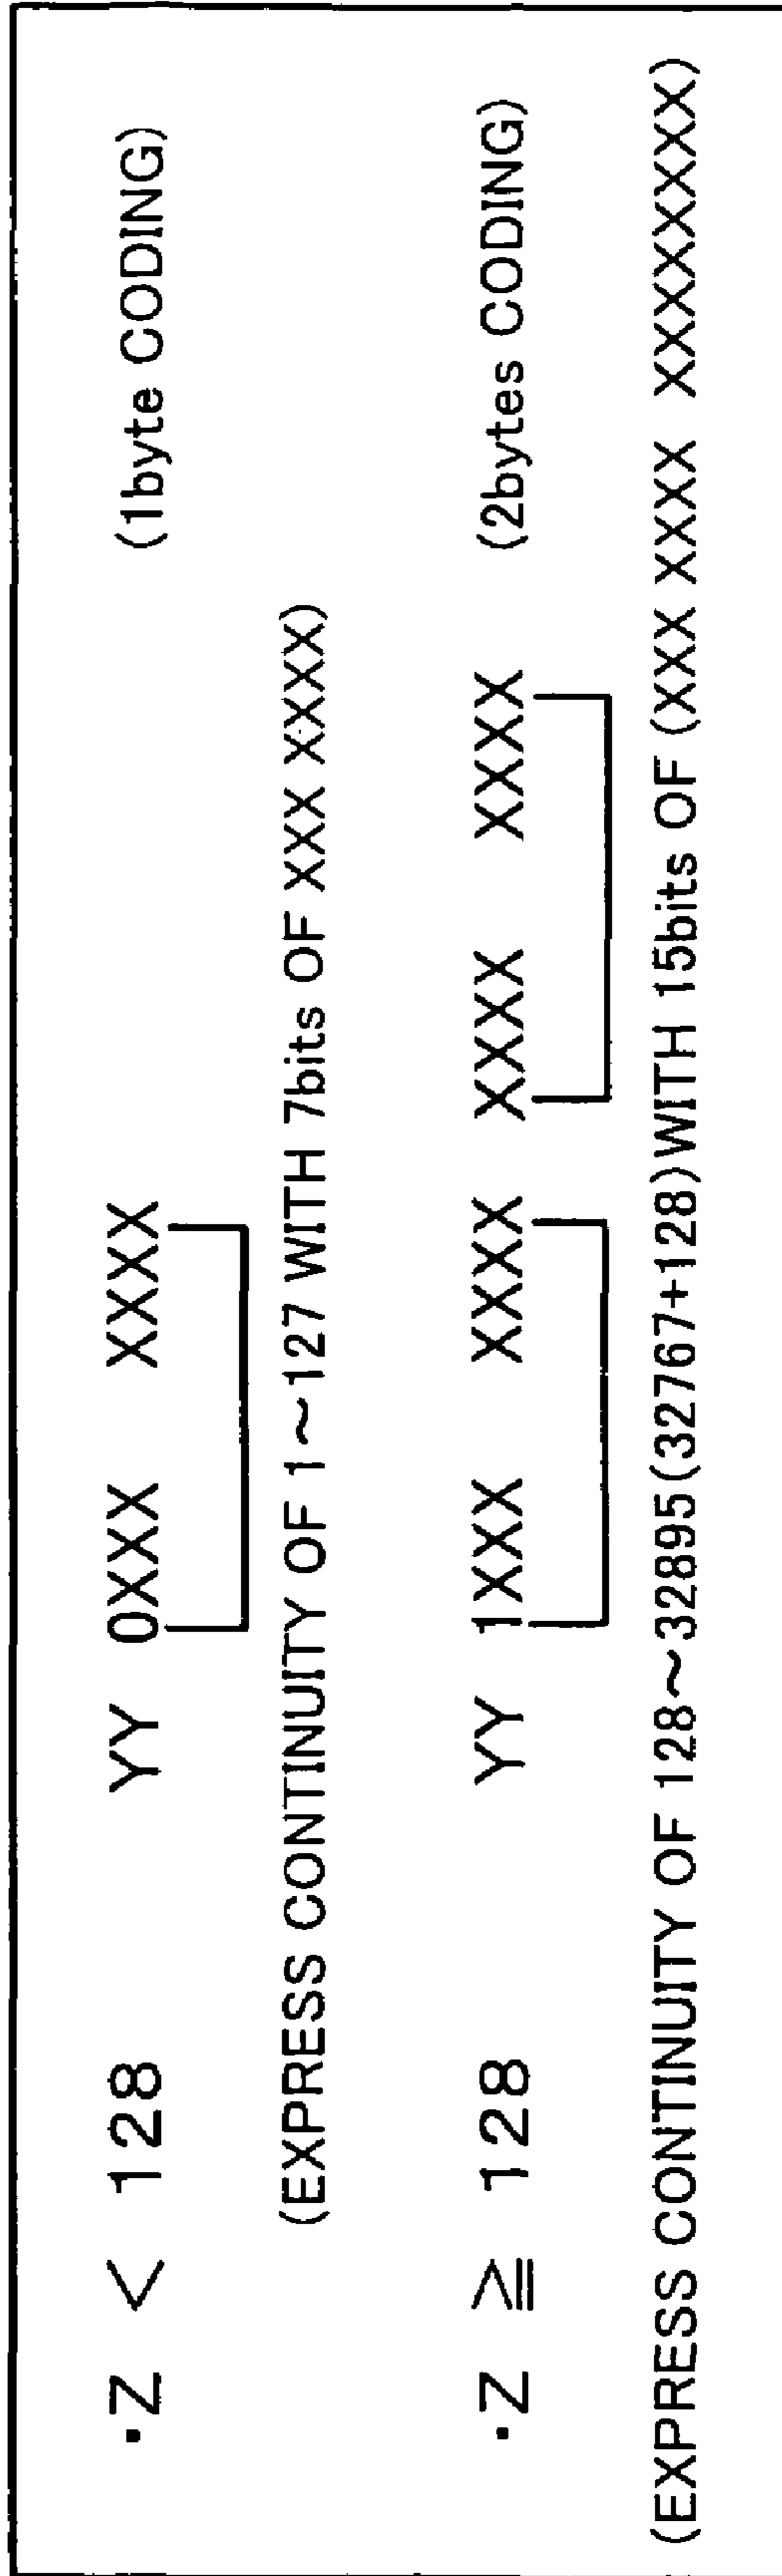 ·Z < 128 YY 0XXX XXXX (1byte CODING)
(EXPRESS CONTINUITY OF 1～127 WITH 7bits OF XXX XXXX)
·Z ≧ 128 YY 1XXX XXXX XXXX XXXX (2bytes CODING)
(EXPRESS CONTINUITY OF 128～32895(32767+128)WITH 15bits OF (XXX XXXX XXXXXXXX)